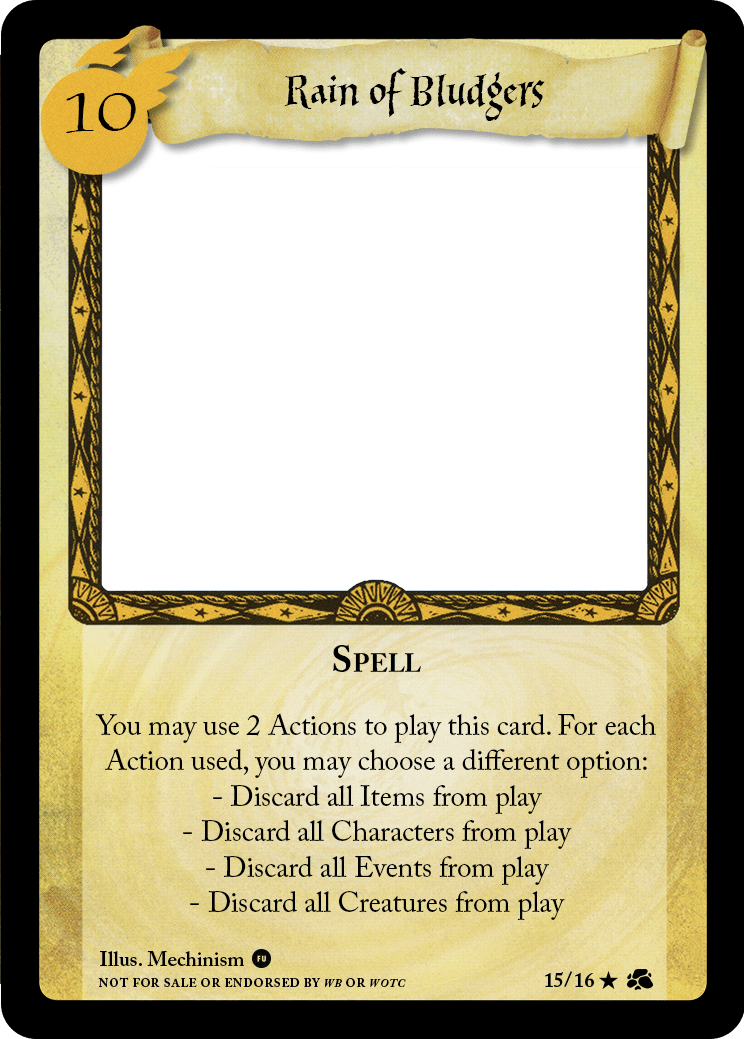 10
Rain of Bludgers
SPELL
You may use 2 Actions to play this card. For each
Action used, you may choose a different option:
- Discard all Items from play
- Discard all Characters from play
- Discard all Events from play
- Discard all Creatures from play
Illus. Mechinism FU
NOT FOR SALE OR ENDORSED BY WB OR WOTC
15/16 ★